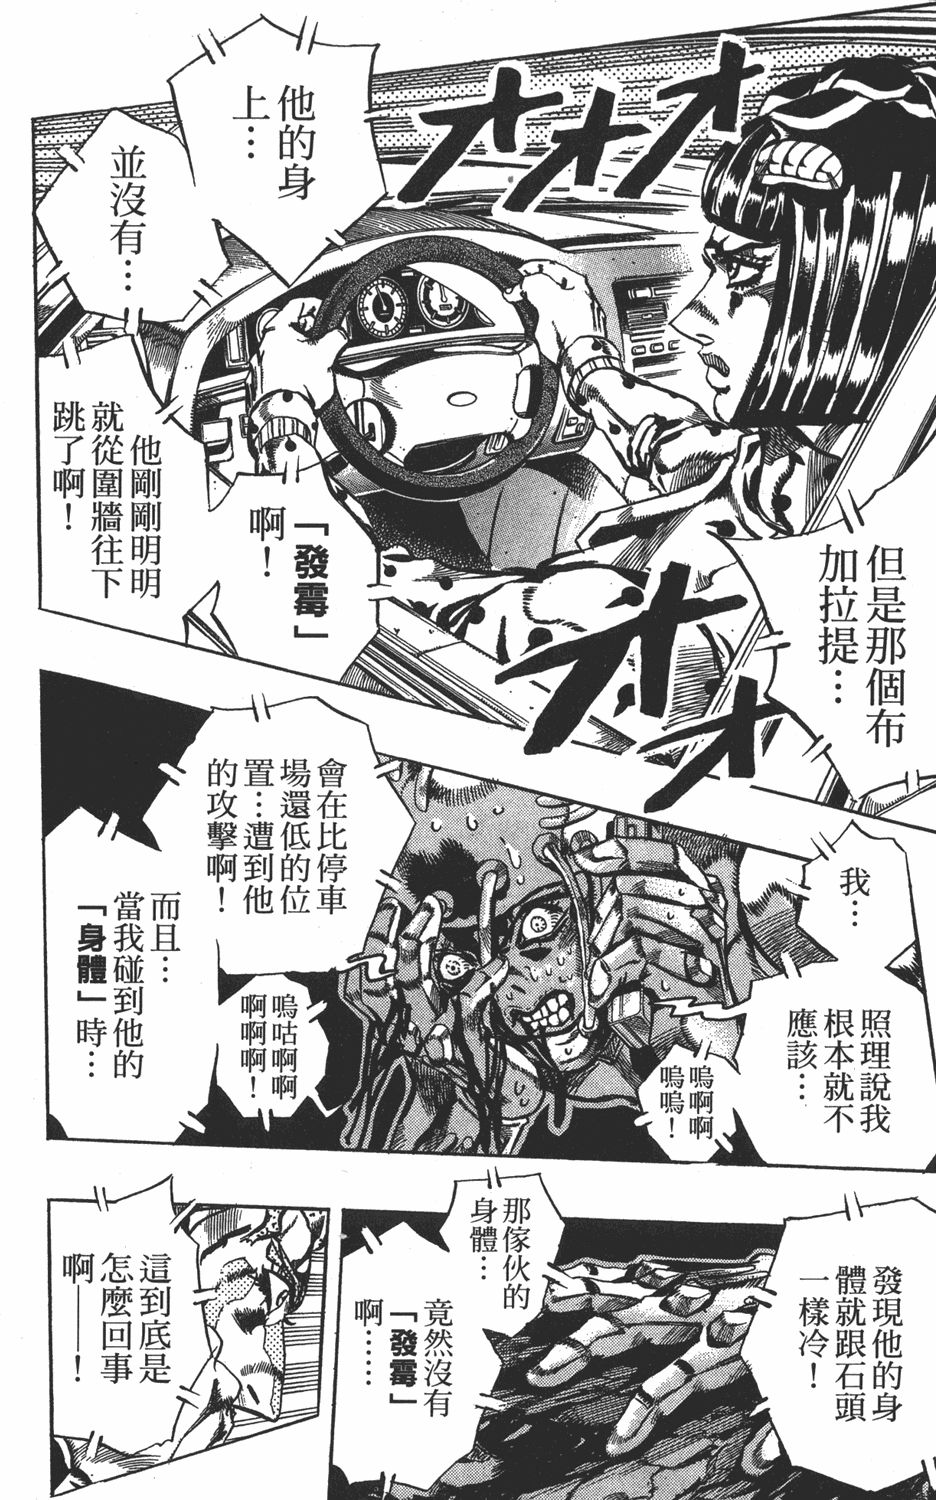 但是那個布
加拉提…
他的身
上…
並沒有…
「發霉」
啊！
他剛剛明明
就從圍牆往下
跳了啊！
オオオ
オオ
我…
照理說我
根本就不
應該…
嗚啊啊
嗚嗚！
會在比停車
場還低的位
置…遭到他
的攻擊啊！
嗚咕啊啊
啊啊啊！
而且…
當我碰到他的
「身體」時…
發現他的身
體就跟石頭
一樣冷！
那傢伙的
身體…
竟然沒有
「發霉」
啊……
這到底是
怎麼回事
啊——！